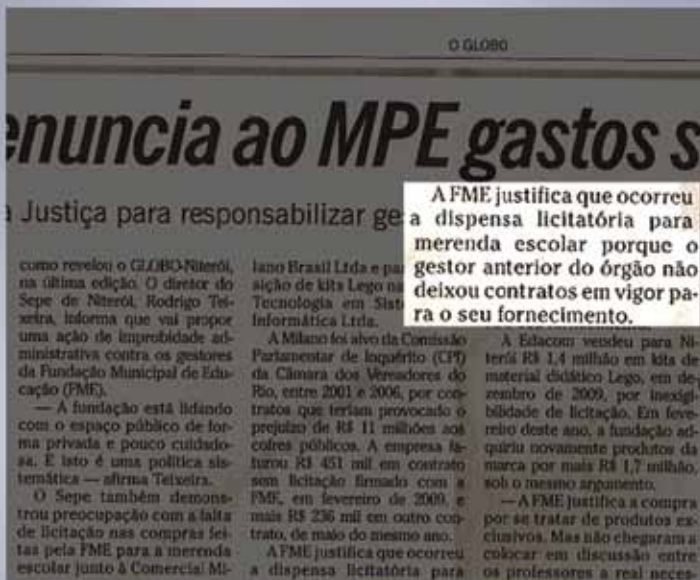 O GLOBO
enuncia ao MPE gastos s
a Justiça para responsabilizar ge
A FME justifica que ocorreu
a dispensa licitatória para
merenda escolar porque o
gestor anterior do órgão não
deixou contratos em vigor pa-
ra o seu fornecimento.
como revelou o GLOBO-Niterói,
na última edição. O diretor do
Sepe de Niterói, Rodrigo Tei-
xeira, informa que vai propor
uma ação de improbidade ad-
ministrativa contra os gestores
da Fundação Municipal de Edu-
cação (FME).
— A fundação está lidando
com o espaço público de for-
ma privada e pouco cuidado-
sa. E isto é uma política sis-
temática — afirma Teixeira.
O Sepe também demons-
trou preocupação com a falta
de licitação nas compras fei-
tas pela FME para a merenda
escolar junto à Comercial Mi-
lano Brasil Ltda e pa
sição de kits Lego na
Tecnologia em Sist
Informática Ltda.
A Milano foi alvo da Comissão
Parlamentar de Inquérito (CPI)
da Câmara dos Vereadores do
Rio, entre 2001 e 2006, por con-
tratos que teriam provocado o
prejuízo de R$ 11 milhões aos
cofres públicos. A empresa fa-
turou R$ 451 mil em contrato
sem licitação firmado com a
FME, em fevereiro de 2009, e
mais R$ 236 mil em outro con-
trato, de maio do mesmo ano.
A FME justifica que ocorreu
a dispensa licitatória para
A Edacom vendeu para Ni-
terói R$ 1,4 milhão em kits de
material didático Lego, em de-
zembro de 2009, por inexigi-
bilidade de licitação. Em feve-
reiro deste ano, a fundação ad-
quiriu novamente produtos da
marca por mais R$ 1,7 milhão
sob o mesmo argumento.
— A FME justifica a compra
por se tratar de produtos ex-
clusivos. Mas não chegaram a
colocar em discussão entre
os professores a real neces